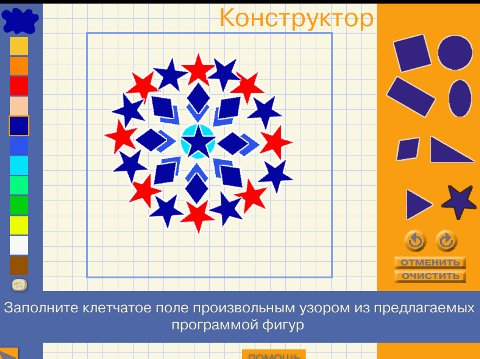 Конструктор
ОТМЕНИТЬ
ОЧИСТИТЬ
Заполните клетчатое поле произвольным узором из предлагаемых
программой фигур
ПОМОЩЬ